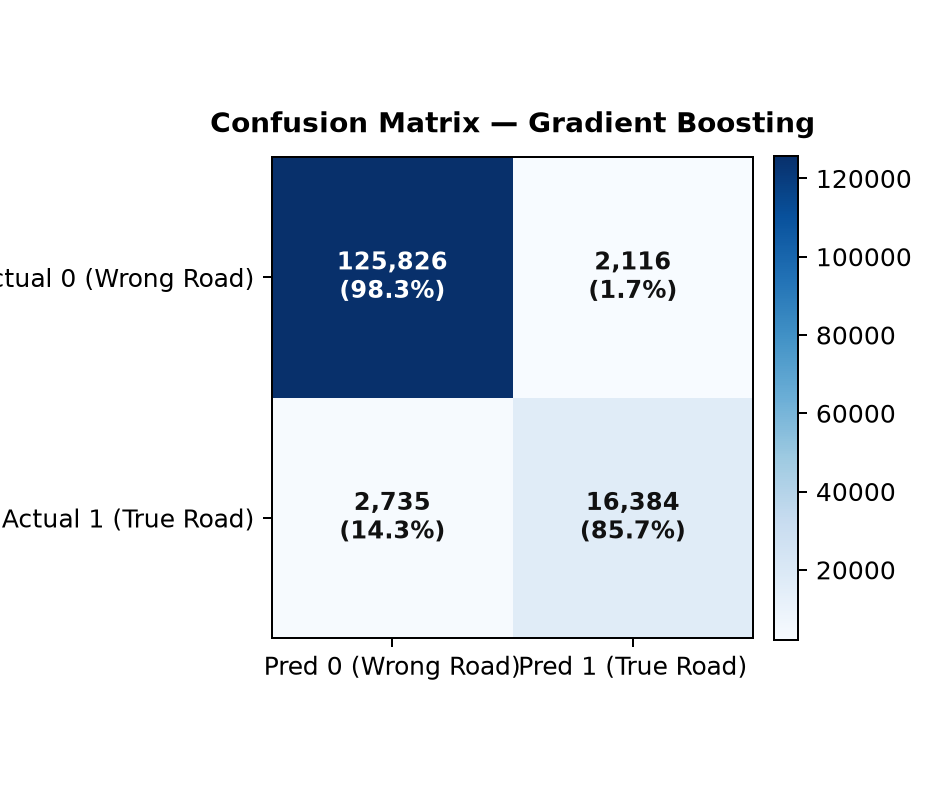 Confusion Matrix — Gradient Boosting
ctual 0 (Wrong Road)
125,826
(98.3%)
2,116
(1.7%)
Actual 1 (True Road)
2,735
(14.3%)
16,384
(85.7%)
Pred 0 (Wrong Road)
Pred 1 (True Road)
120000
100000
80000
60000
40000
20000